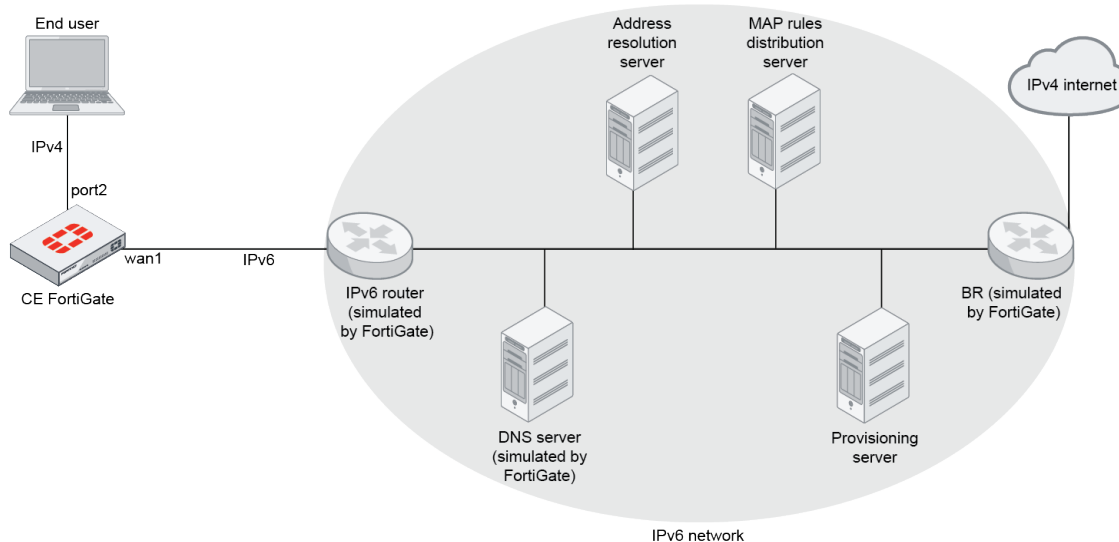 End user
IPv4
port2
CE FortiGate
wan1
IPv6
IPv6 router
(simulated
by FortiGate)
Address
resolution
server
MAP rules
distribution
server
DNS server
(simulated by
FortiGate)
Provisioning
server
BR (simulated
by FortiGate)
IPv4 internet
IPv6 network